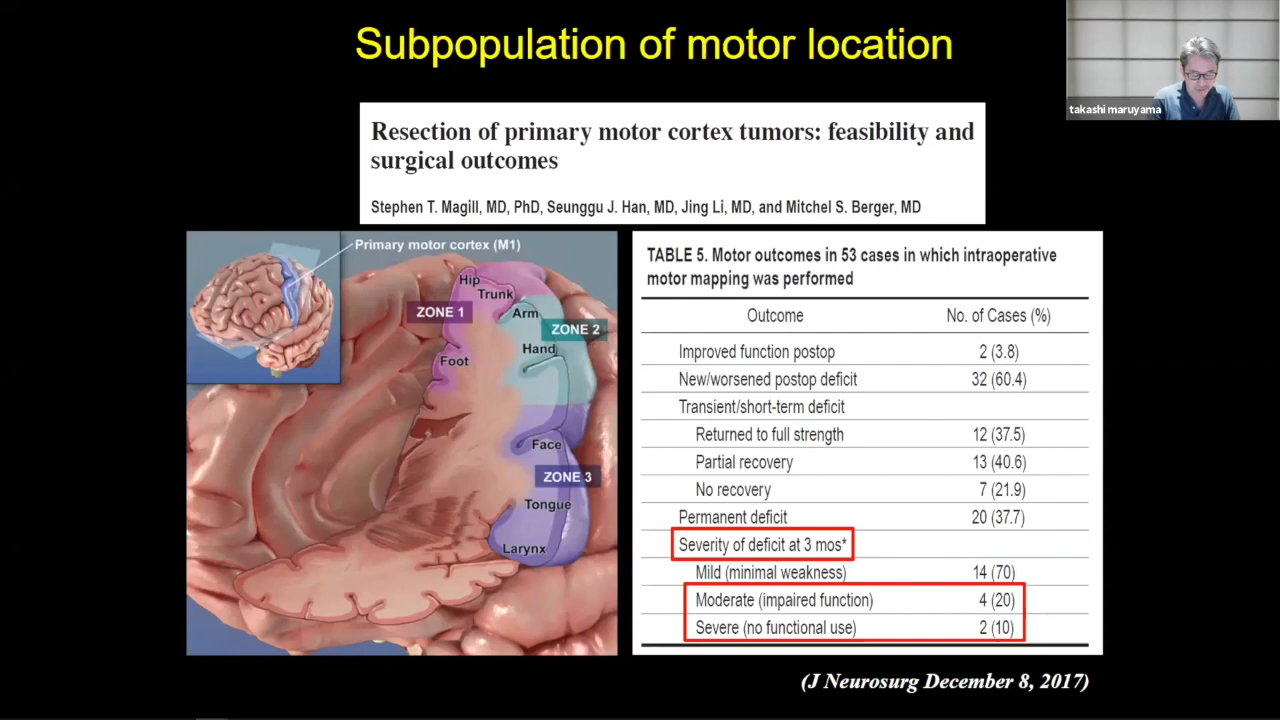 Subpopulation of motor location
takashi maruyama
Resection of primary motor cortex tumors: feasibility and
surgical outcomes
Stephen T. Magill, MD, PhD, Seunggu J. Han, MD, Jing Li, MD, and Mitchel S. Berger, MD
Primary motor cortex (M1)
Hip
Trunk
ZONE 1
Arm
ZONE 2
Hand
Foot
Face
ZONE 3
Tongue
Larynx
TABLE 5. Motor outcomes in 53 cases in which intraoperative
motor mapping was performed
Outcome No. of Cases (%)
Improved function postop 2 (3.8)
New/worsened postop deficit 32 (60.4)
Transient/short-term deficit
Returned to full strength 12 (37.5)
Partial recovery 13 (40.6)
No recovery 7 (21.9)
Permanent deficit 20 (37.7)
Severity of deficit at 3 mos*
Mild (minimal weakness) 14 (70)
Moderate (impaired function) 4 (20)
Severe (no functional use) 2 (10)
(J Neurosurg December 8, 2017)